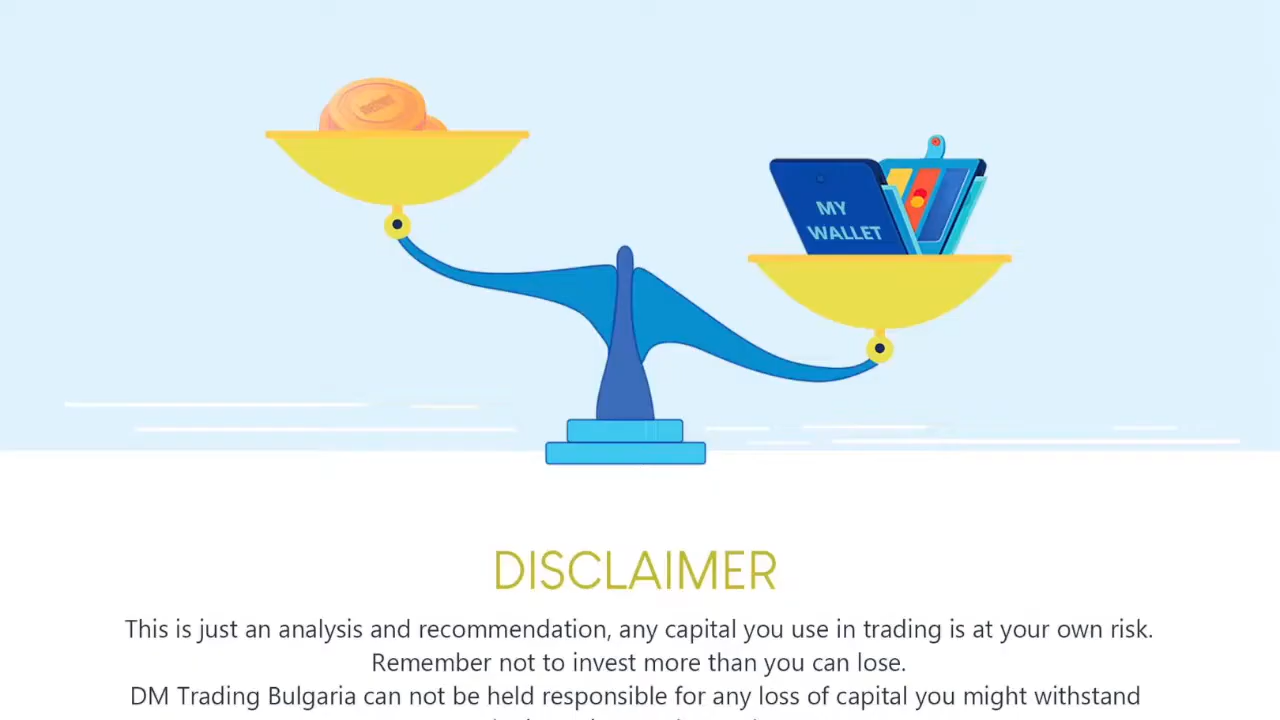 MY
WALLET
DISCLAIMER
This is just an analysis and recommendation, any capital you use in trading is at your own risk.
Remember not to invest more than you can lose.
DM Trading Bulgaria can not be held responsible for any loss of capital you might withstand